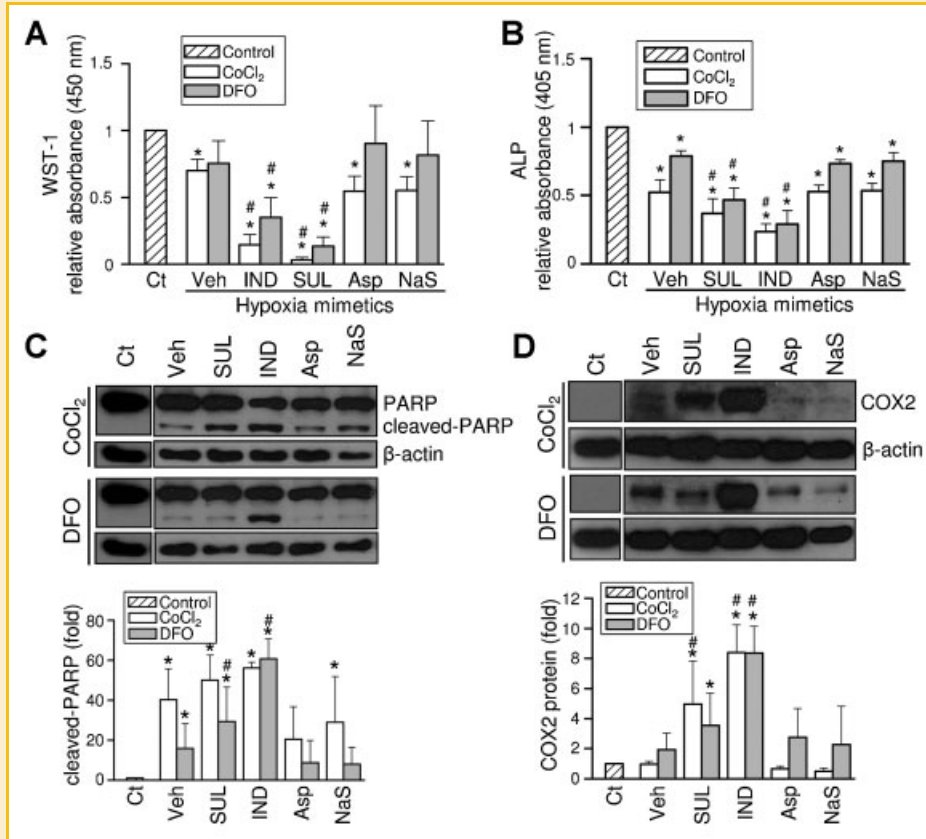 A
WST-1
relative absorbance (450 nm)
1.5
1
0.5
0
Control
CoCl₂
DFO
*
*
#
*
#
*
#
*
#
*
*
Ct Veh IND SUL Asp NaS
Hypoxia mimetics
B
ALP
relative absorbance (405 nm)
1.5
1
0.5
0
Control
CoCl₂
DFO
*
*
#
*
#
*
#
*
#
*
*
*
*
*
Ct Veh SUL IND Asp NaS
Hypoxia mimetics
C
Ct Veh SUL IND Asp NaS
CoCl₂
PARP
cleaved-PARP
β-actin
DFO
cleaved-PARP (fold)
80
60
40
20
0
Control
CoCl₂
DFO
*
*
*
#
*
*
#
*
*
Ct Veh SUL IND Asp NaS
D
Ct Veh SUL IND Asp NaS
CoCl₂
COX2
β-actin
DFO
COX2 protein (fold)
12
10
8
6
4
2
0
Control
CoCl₂
DFO
#
*
*
#
*
#
*
Ct Veh SUL IND Asp NaS